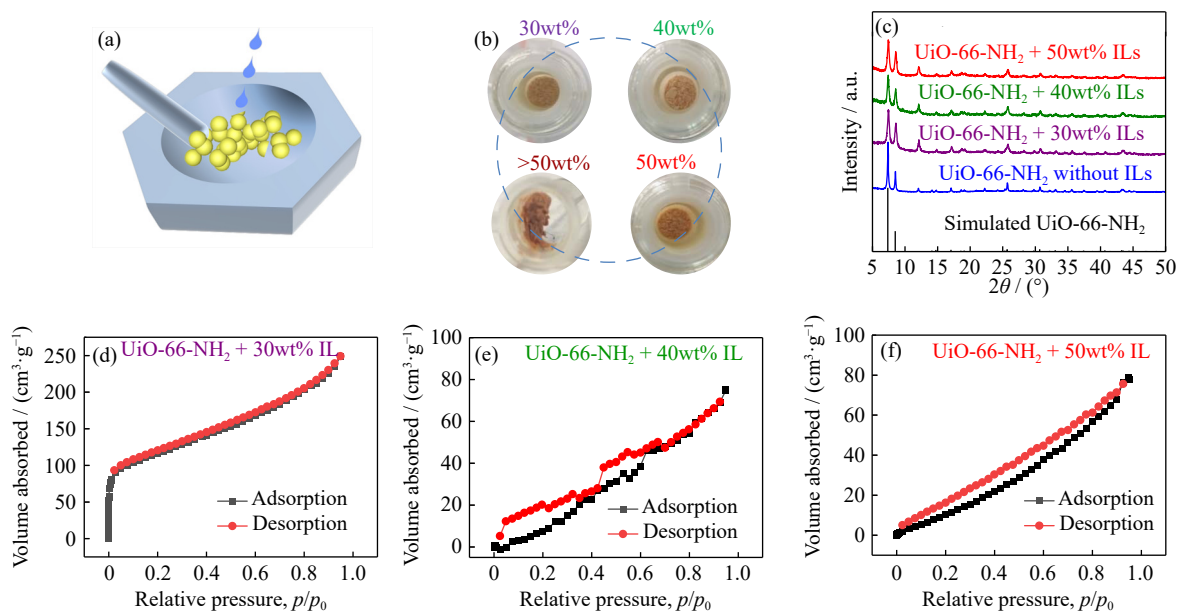 (a)
(b)
30wt%
40wt%
>50wt%
50wt%
(c)
UiO-66-NH₂ + 50wt% ILs
UiO-66-NH₂ + 40wt% ILs
UiO-66-NH₂ + 30wt% ILs
UiO-66-NH₂ without ILs
Simulated UiO-66-NH₂
Intensity / a.u.
5 10 15 20 25 30 35 40 45 50
2θ / (°)
(d)
UiO-66-NH₂ + 30wt% IL
Volume absorbed / (cm³·g⁻¹)
250
200
150
100
50
0
Adsorption
Desorption
0 0.2 0.4 0.6 0.8 1.0
Relative pressure, p/p₀
(e)
UiO-66-NH₂ + 40wt% IL
Volume absorbed / (cm³·g⁻¹)
80
60
40
20
0
Adsorption
Desorption
0 0.2 0.4 0.6 0.8 1.0
Relative pressure, p/p₀
(f)
UiO-66-NH₂ + 50wt% IL
Volume absorbed / (cm³·g⁻¹)
100
80
60
40
20
0
Adsorption
Desorption
0 0.2 0.4 0.6 0.8 1.0
Relative pressure, p/p₀